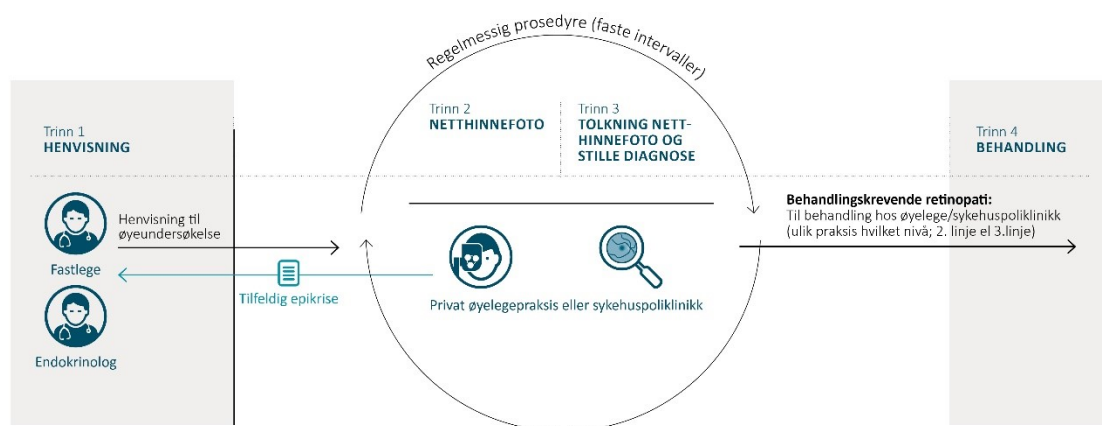 Regelmessig prosedyre (faste intervaller)
Trinn 1
HENVISNING
Trinn 2
NETTHINNEFOTO
Trinn 3
TOLKNING NETT-
HINNEFOTO OG
STILLE DIAGNOSE
Trinn 4
BEHANDLING
Fastlege
Endokrinolog
Henvisning til
øyeundersøkelse
Tilfeldig epikrise
Privat øyelegepraksis eller sykehuspoliklinikk
Behandlingskrevende retinopati:
Til behandling hos øyelege/sykehuspoliklinikk
(ulik praksis hvilket nivå; 2. linje el 3.linje)